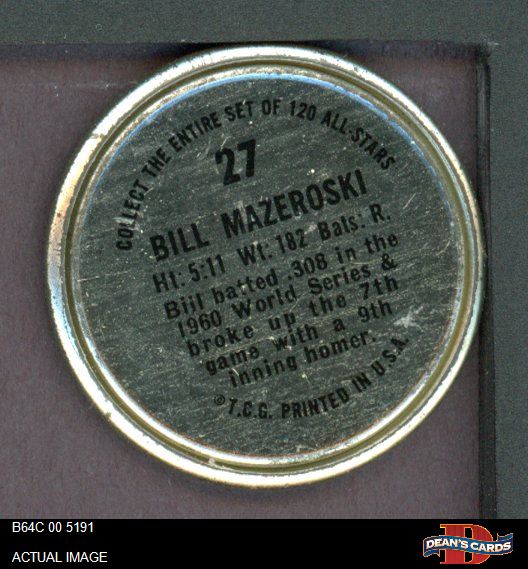 COLLECT THE ENTIRE SET OF 120 ALL-STARS
27
BILL MAZEROSKI
Ht: 5:11 Wt: 182 Bats: R.
Bill batted .308 in the
1960 World Series &
broke up the 7th
game with a 9th
inning homer.
©T.C.G. PRINTED IN U.S.A.
B64C 00 5191
ACTUAL IMAGE
D
DEAN'S CARDS